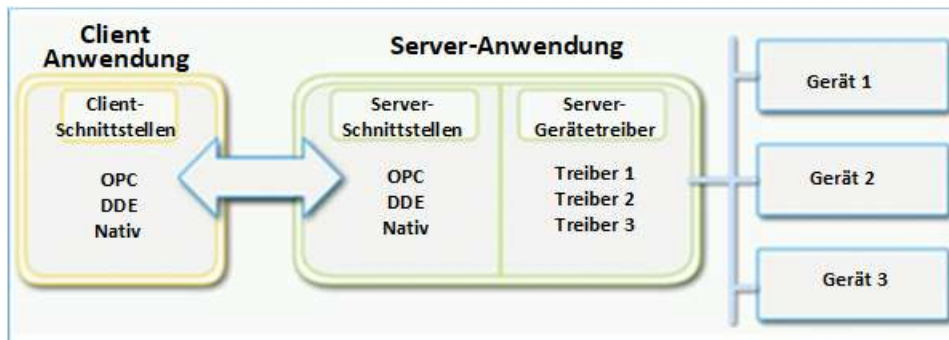 Client
Anwendung
Client-
Schnittstellen
OPC
DDE
Nativ
Server-Anwendung
Server-
Schnittstellen
OPC
DDE
Nativ
Server-
Gerätetreiber
Treiber 1
Treiber 2
Treiber 3
Gerät 1
Gerät 2
Gerät 3